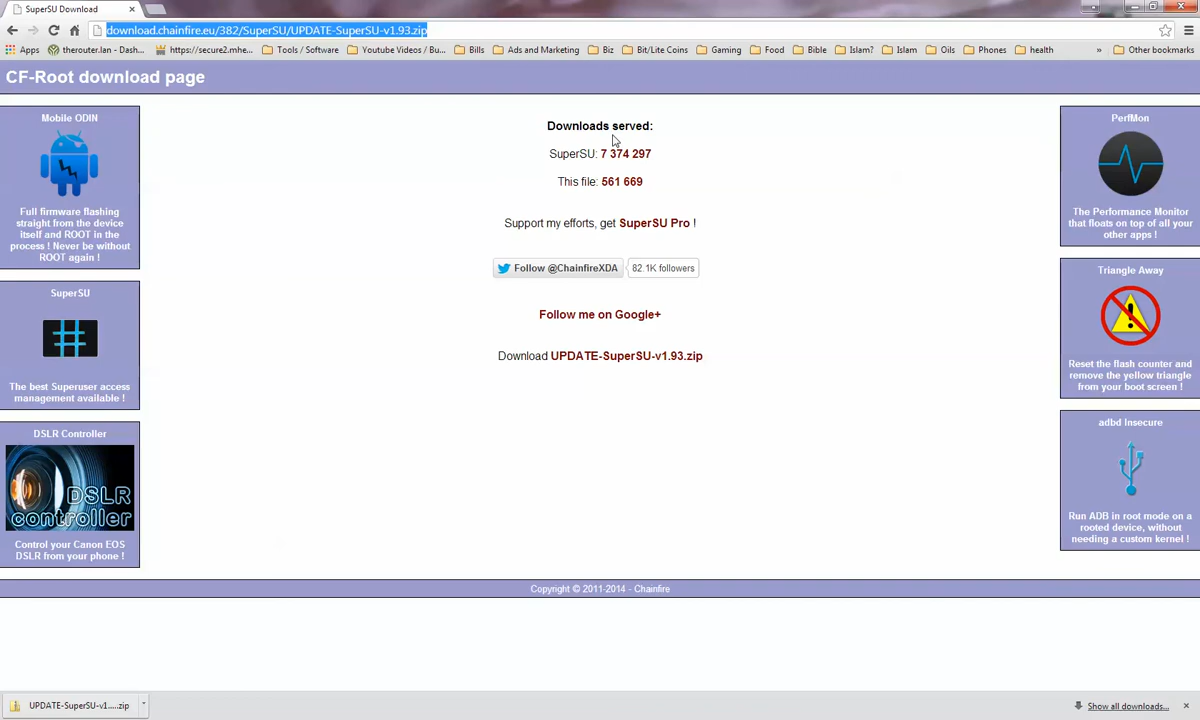 SuperSU Download
download.chainfire.eu/382/SuperSU/UPDATE-SuperSU-v1.93.zip
Apps
therouter.lan - Dash...
https://secure2.mhe...
Tools / Software
Youtube Videos / Bu...
Bills
Ads and Marketing
Biz
Bit/Lite Coins
Gaming
Food
Bible
Islam?
Islam
Oils
Phones
health
»
Other bookmarks
CF-Root download page
Mobile ODIN
Full firmware flashing
straight from the device
itself and ROOT in the
process ! Never be without
ROOT again !
SuperSU
The best Superuser access
management available !
DSLR Controller
DSLR
controller
Control your Canon EOS
DSLR from your phone !
Downloads served:
SuperSU: 7 374 297
This file: 561 669
Support my efforts, get SuperSU Pro !
Follow @ChainfireXDA
82.1K followers
Follow me on Google+
Download UPDATE-SuperSU-v1.93.zip
PerfMon
The Performance Monitor
that floats on top of all your
other apps !
Triangle Away
Reset the flash counter and
remove the yellow triangle
from your boot screen !
adbd Insecure
Run ADB in root mode on a
rooted device, without
needing a custom kernel !
Copyright © 2011-2014 - Chainfire
UPDATE-SuperSU-v1.....zip
Show all downloads...